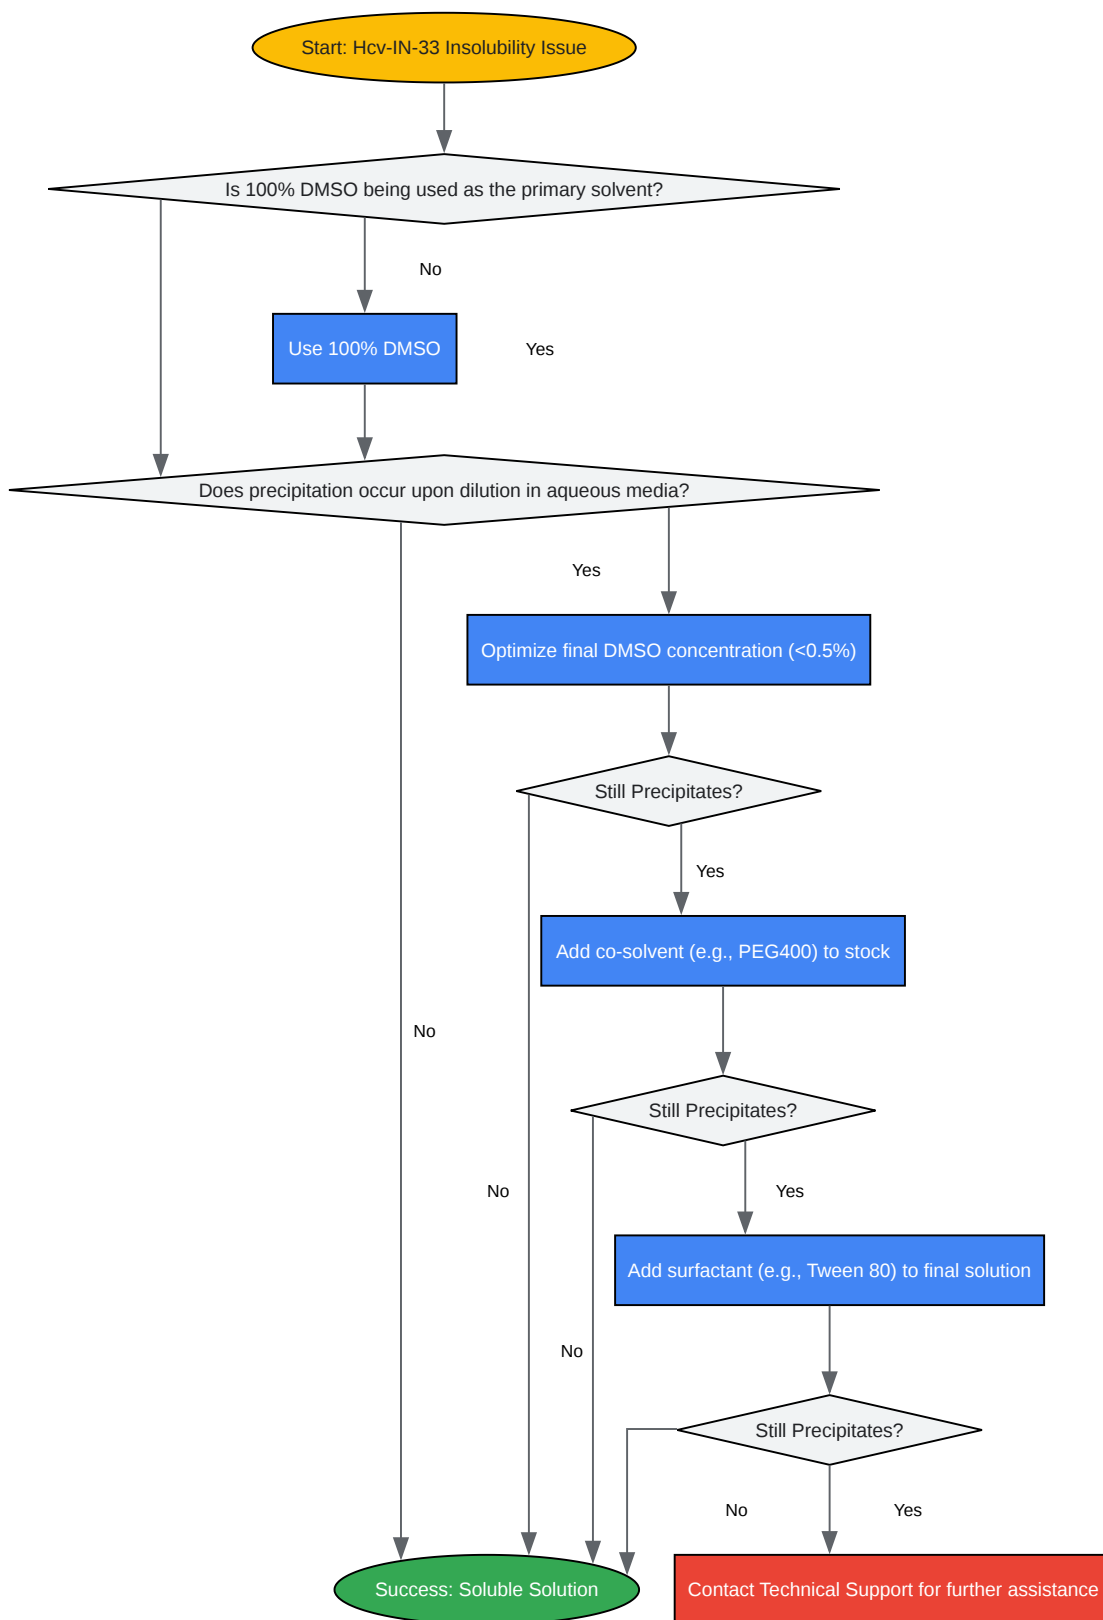 Start: Hcv-IN-33 Insolubility Issue
Is 100% DMSO being used as the primary solvent?
No
Use 100% DMSO
Yes
Does precipitation occur upon dilution in aqueous media?
Yes
Optimize final DMSO concentration (<0.5%)
Still Precipitates?
Yes
Add co-solvent (e.g., PEG400) to stock
No
Still Precipitates?
No
Yes
Add surfactant (e.g., Tween 80) to final solution
No
Still Precipitates?
No
Yes
Success: Soluble Solution
Contact Technical Support for further assistance